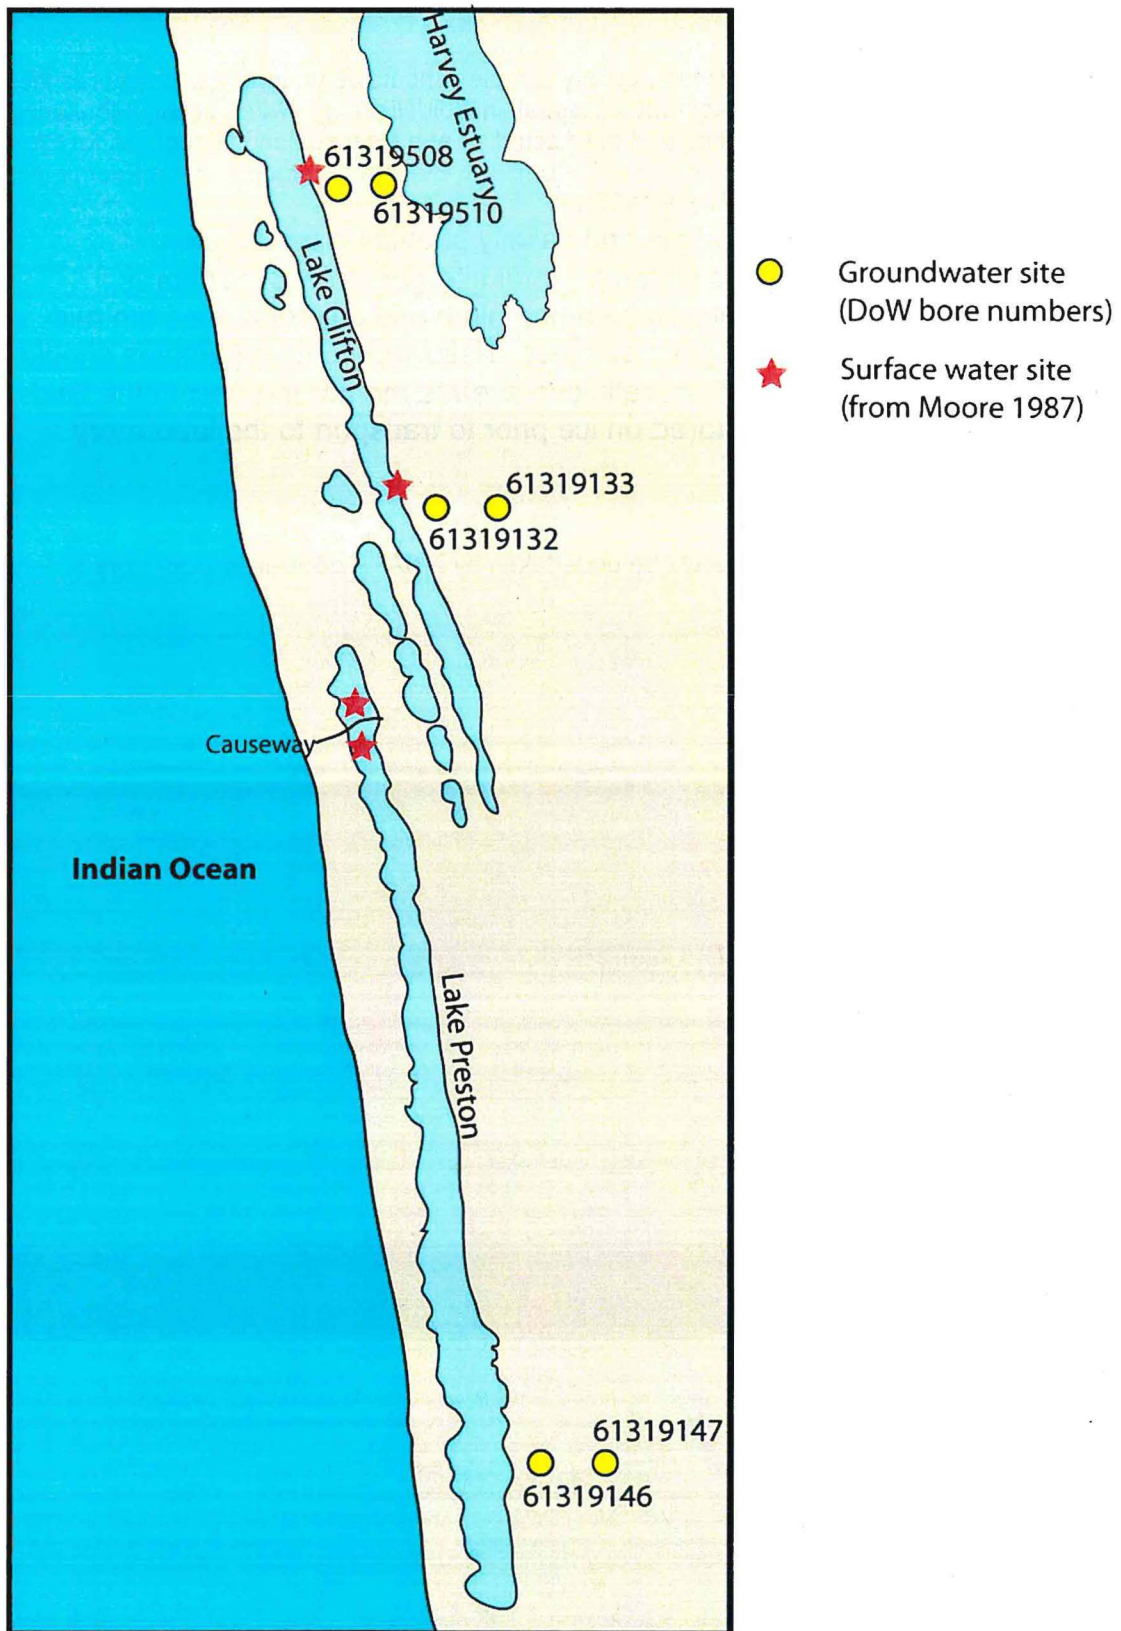 Harvey Estuary
61319508
61319510
Lake Clifton
61319133
61319132
Causeway
Indian Ocean
Lake Preston
61319147
61319146
Groundwater site
(DoW bore numbers)
Surface water site
(from Moore 1987)